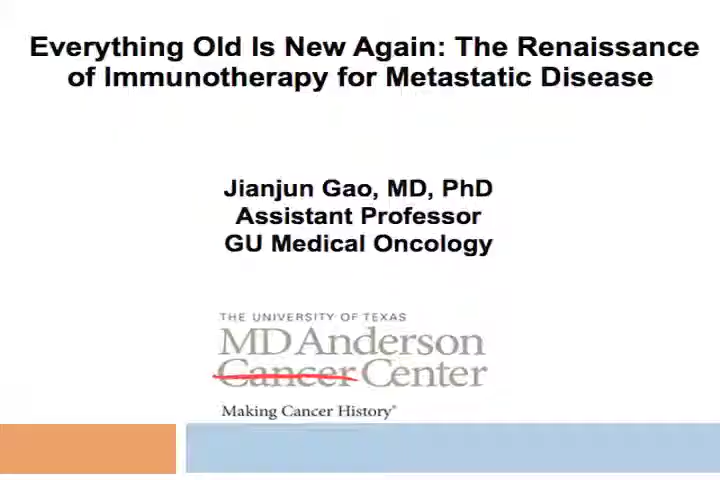 Everything Old Is New Again: The Renaissance
of Immunotherapy for Metastatic Disease
Jianjun Gao, MD, PhD
Assistant Professor
GU Medical Oncology
THE UNIVERSITY OF TEXAS
MD Anderson
Cancer Center
Making Cancer History®